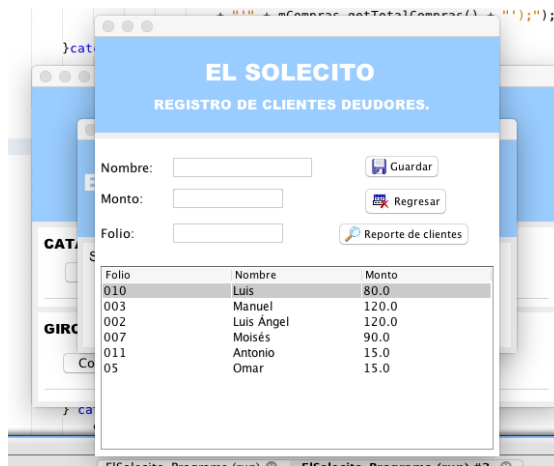 + "'" + mCompras.getTotalCompras() + "');");
}cat
EL SOLECITO
REGISTRO DE CLIENTES DEUDORES.
E
Nombre:
Guardar
Monto:
Regresar
Folio:
Reporte de clientes
CATA
S
Folio Nombre Monto
010 Luis 80.0
003 Manuel 120.0
002 Luis Ángel 120.0
007 Moisés 90.0
011 Antonio 15.0
05 Omar 15.0
GIRO
Co
} cat
ElSolecito_Programa (run) ElSolecito_Programa (run) #2